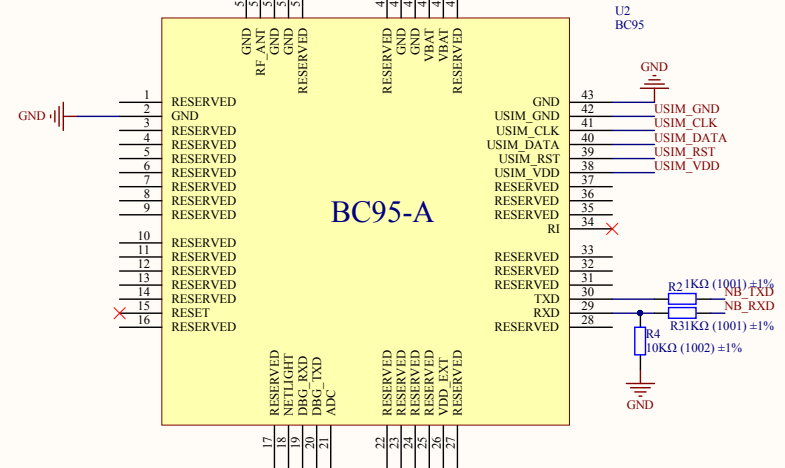 U2
BC95
GND
RF_ANT
GND
GND
RESERVED
RESERVED
GND
GND
VBAT
VBAT
RESERVED
GND
1 RESERVED
2 GND
GND
3 RESERVED
4 RESERVED
5 RESERVED
6 RESERVED
7 RESERVED
8 RESERVED
9 RESERVED
10 RESERVED
11 RESERVED
12 RESERVED
13 RESERVED
14 RESERVED
15 RESET
16 RESERVED
BC95-A
GND 43
USIM_GND 42 USIM_GND
USIM_CLK 41 USIM_CLK
USIM_DATA 40 USIM_DATA
USIM_RST 39 USIM_RST
USIM_VDD 38 USIM_VDD
RESERVED 37
RESERVED 36
RESERVED 35
RI 34
RESERVED 33
RESERVED 32
RESERVED 31
TXD 30
RXD 29
RESERVED 28
R2 1KΩ (1001) ±1%
NB_TXD
NB_RXD
R3 1KΩ (1001) ±1%
R4
10KΩ (1002) ±1%
GND
RESERVED
NETLIGHT
DBG_RXD
DBG_TXD
ADC
RESERVED
RESERVED
RESERVED
RESERVED
VDD_EXT
RESERVED
17
18
19
20
21
22
23
24
25
26
27